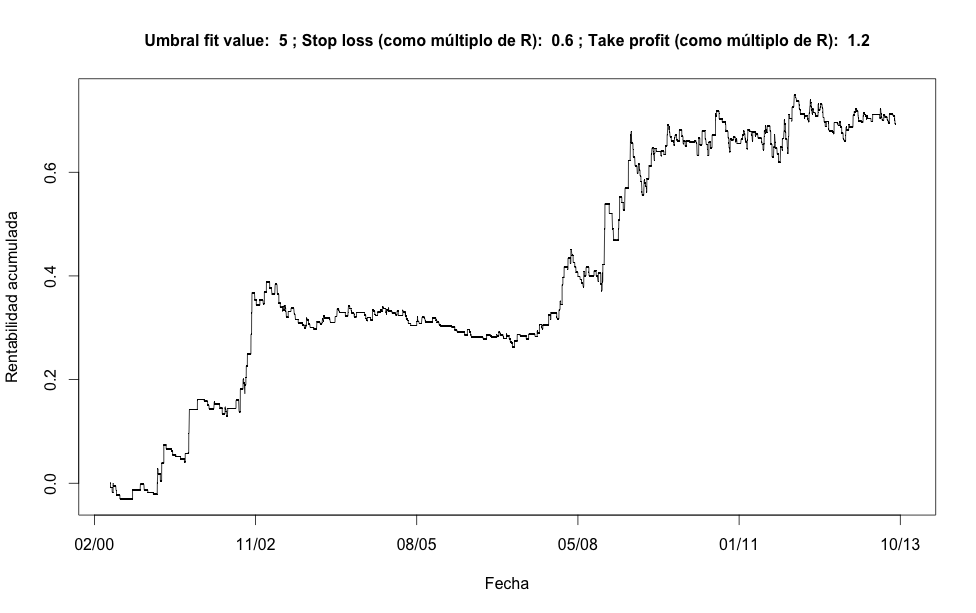 Umbral fit value:  5 ; Stop loss (como múltiplo de R):  0.6 ; Take profit (como múltiplo de R):  1.2
Rentabilidad acumulada
0.6
0.4
0.2
0.0
02/00 11/02 08/05 05/08 01/11 10/13
Fecha